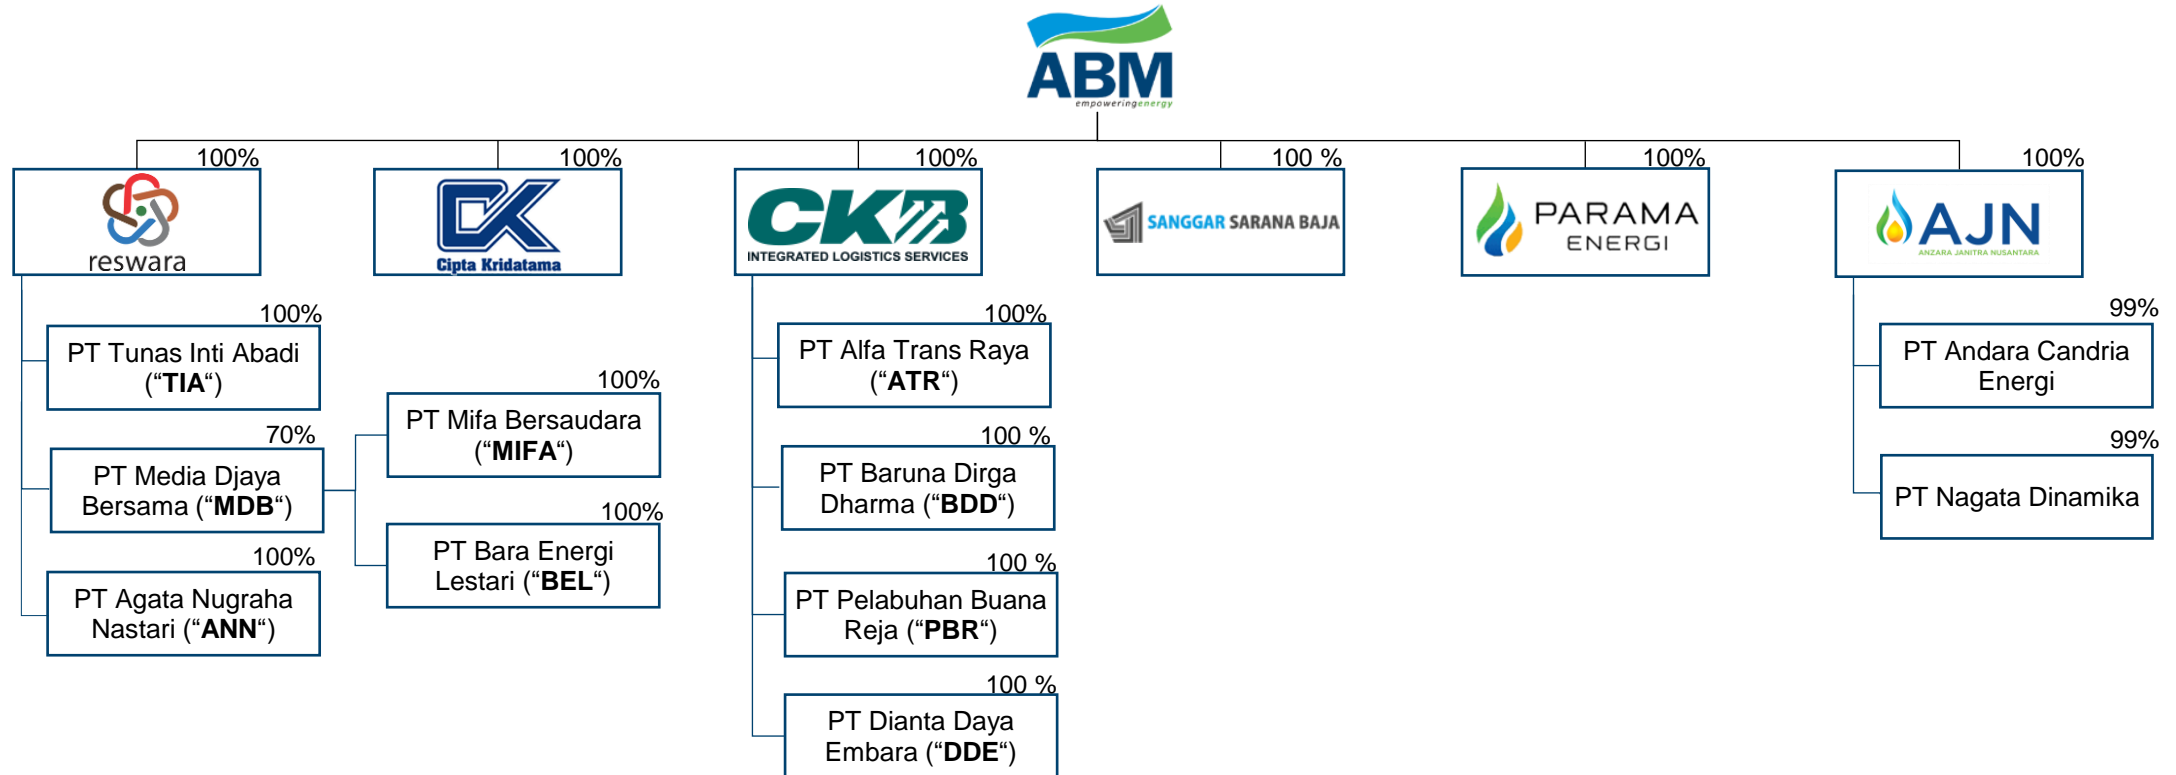 ABM
empoweringenergy
100%
100%
100%
100 %
100%
100%
reswara
Cipta Kridatama
CKB
INTEGRATED LOGISTICS SERVICES
SANGGAR SARANA BAJA
PARAMA
ENERGI
AJN
ANZARA JANITRA NUSANTARA
100%
PT Tunas Inti Abadi
(“TIA“)
70%
PT Media Djaya
Bersama (“MDB“)
100%
PT Agata Nugraha
Nastari (“ANN“)
100%
PT Mifa Bersaudara
(“MIFA“)
100%
PT Bara Energi
Lestari (“BEL“)
100%
PT Alfa Trans Raya
(“ATR“)
100 %
PT Baruna Dirga
Dharma (“BDD“)
100 %
PT Pelabuhan Buana
Reja (“PBR“)
100 %
PT Dianta Daya
Embara (“DDE“)
99%
PT Andara Candria
Energi
99%
PT Nagata Dinamika